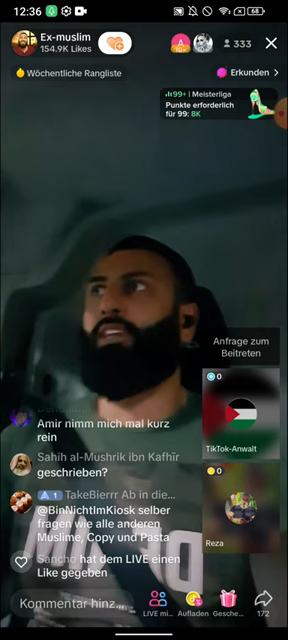 12:36
68
Ex-muslim
154.9K Likes
10+
333
Wöchentliche Rangliste
Erkunden >
99+ | Meisterliga
Punkte erforderlich
für 99: 8K
Anfrage zum
Beitreten
0
TikTok-Anwalt
0
Reza
Amir nimm mich mal kurz
rein
Sahih al-Mushrik ibn Kafhir
geschrieben?
1 TakeBierrr Ab in die...
@BinNichtImKiosk selber
fragen wie alle anderen
Muslime, Copy und Pasta
Sancho hat dem LIVE einen
Like gegeben
Kommentar hinz...
LIVE mi...
Aufladen
Gesche...
172